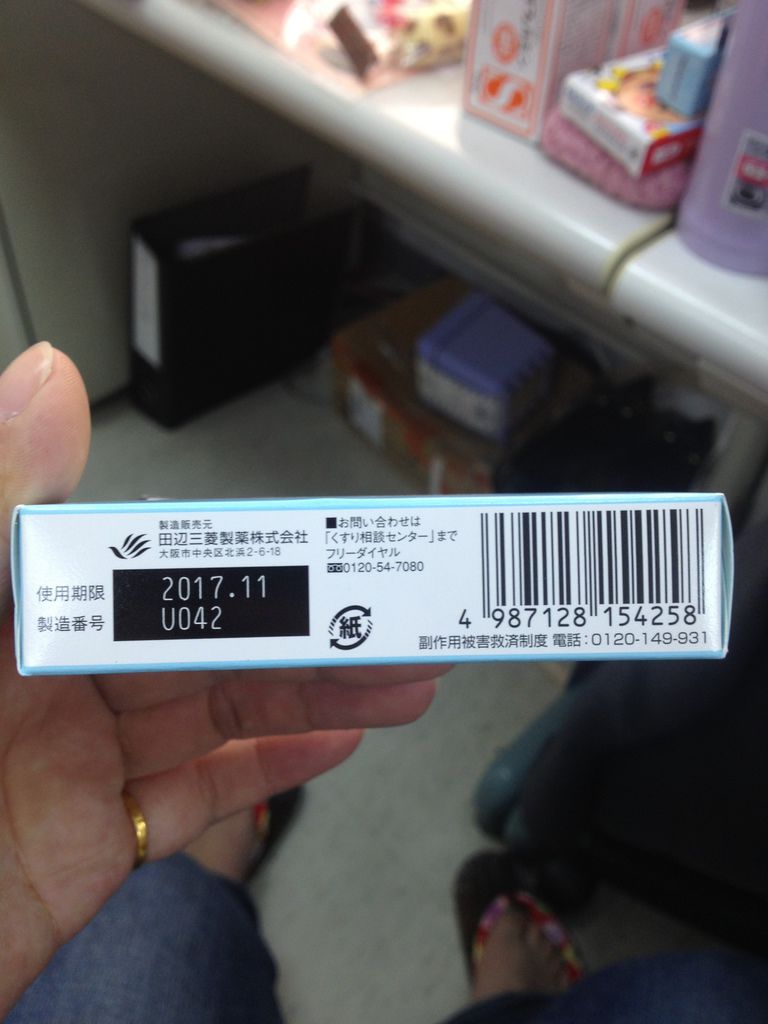 製造販売元
田辺三菱製薬株式会社
大阪市中央区北浜2-6-18
使用期限 2017.11
製造番号 U042
■お問い合わせは
「くすり相談センター」まで
フリーダイヤル
0120-54-7080
紙
4 987128 154258
副作用被害救済制度 電話：0120-149-931